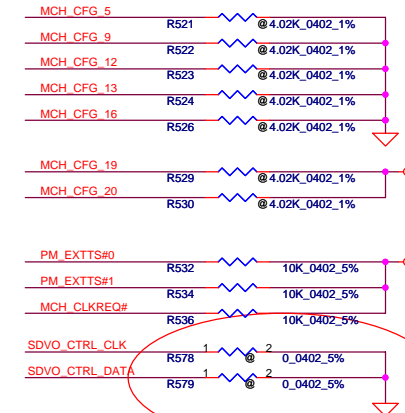 MCH_CFG_5
R521 @ 4.02K_0402_1%
MCH_CFG_9
R522 @ 4.02K_0402_1%
MCH_CFG_12
R523 @ 4.02K_0402_1%
MCH_CFG_13
R524 @ 4.02K_0402_1%
MCH_CFG_16
R526 @ 4.02K_0402_1%
MCH_CFG_19
R529 @ 4.02K_0402_1%
MCH_CFG_20
R530 @ 4.02K_0402_1%
PM_EXTTS#0
R532 10K_0402_5%
PM_EXTTS#1
R534 10K_0402_5%
MCH_CLKREQ#
R536 10K_0402_5%
SDVO_CTRL_CLK 1 2
R578 @ 0_0402_5%
SDVO_CTRL_DATA 1 2
R579 @ 0_0402_5%